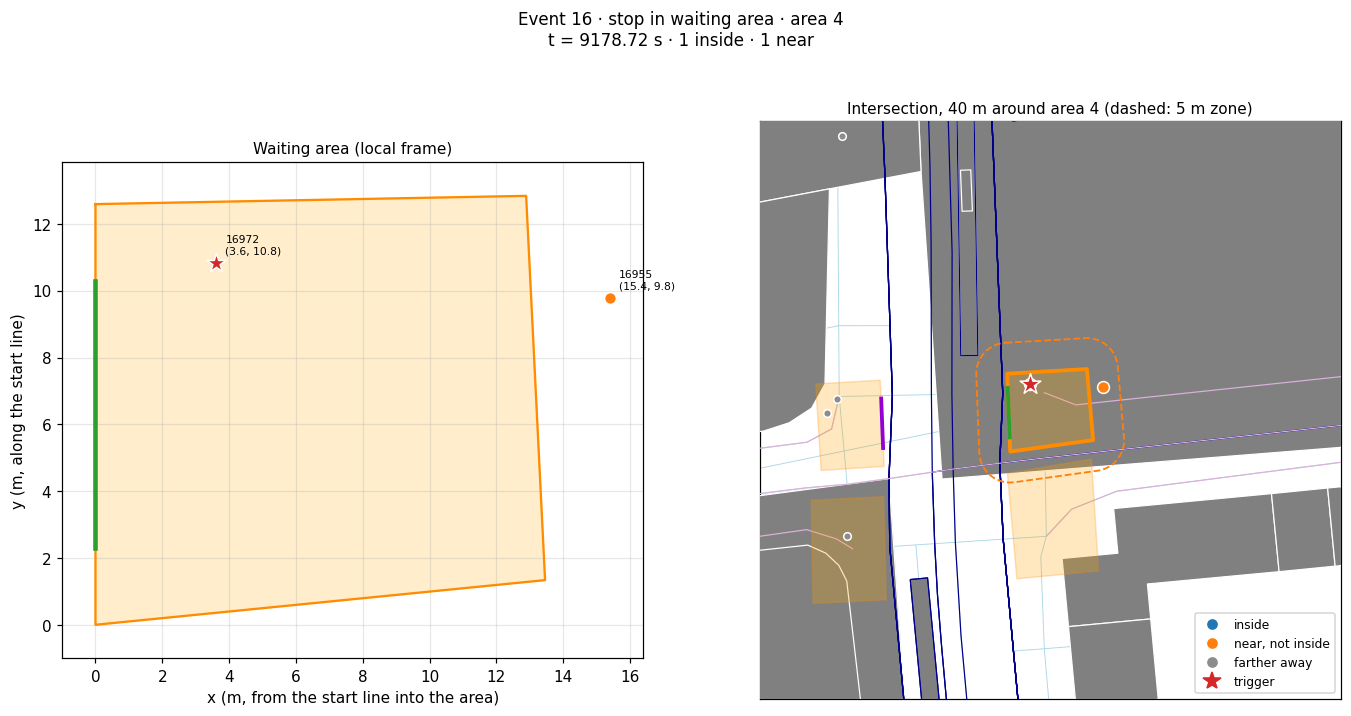 Event 16 · stop in waiting area · area 4
t = 9178.72 s · 1 inside · 1 near
Waiting area (local frame)
16972
(3.6, 10.8)
16955
(15.4, 9.8)
12
10
8
6
4
2
0
y (m, along the start line)
0 2 4 6 8 10 12 14 16
x (m, from the start line into the area)
Intersection, 40 m around area 4 (dashed: 5 m zone)
inside
near, not inside
farther away
trigger